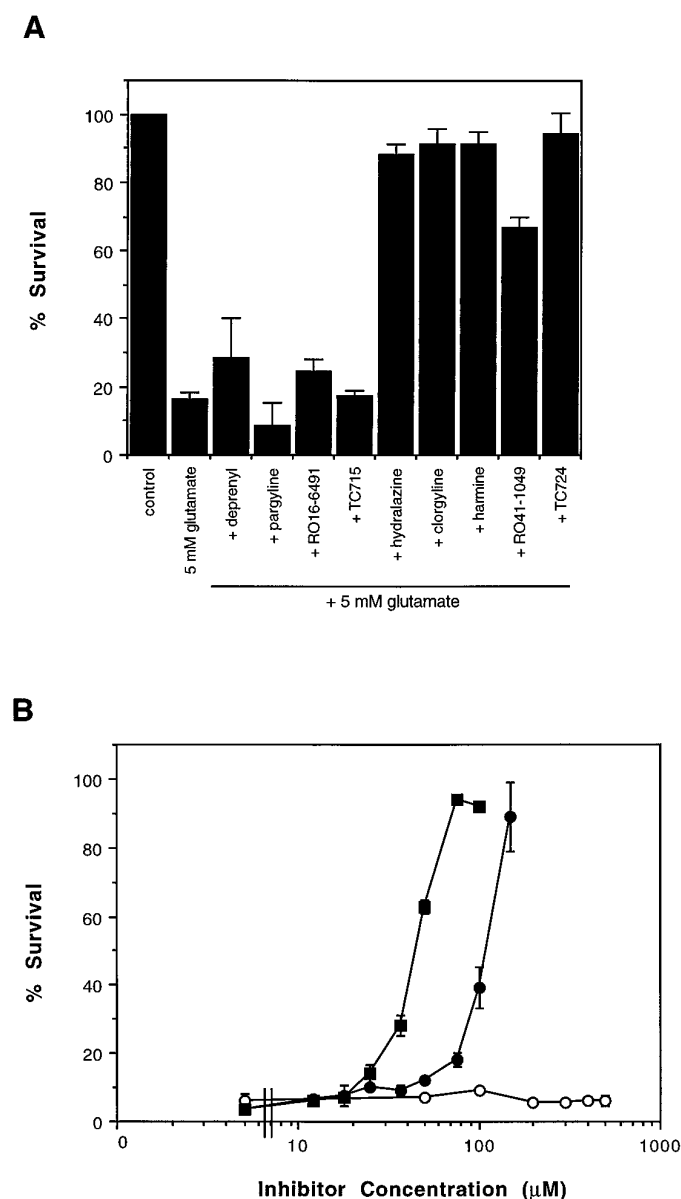 A
% Survival
100
80
60
40
20
0
control
5 mM glutamate
+ deprenyl
+ pargyline
+ RO16-6491
+ TC715
+ hydralazine
+ clorgyline
+ harmine
+ RO41-1049
+ TC724
+ 5 mM glutamate
B
% Survival
100
80
60
40
20
0
0
10
100
1000
Inhibitor Concentration (µM)